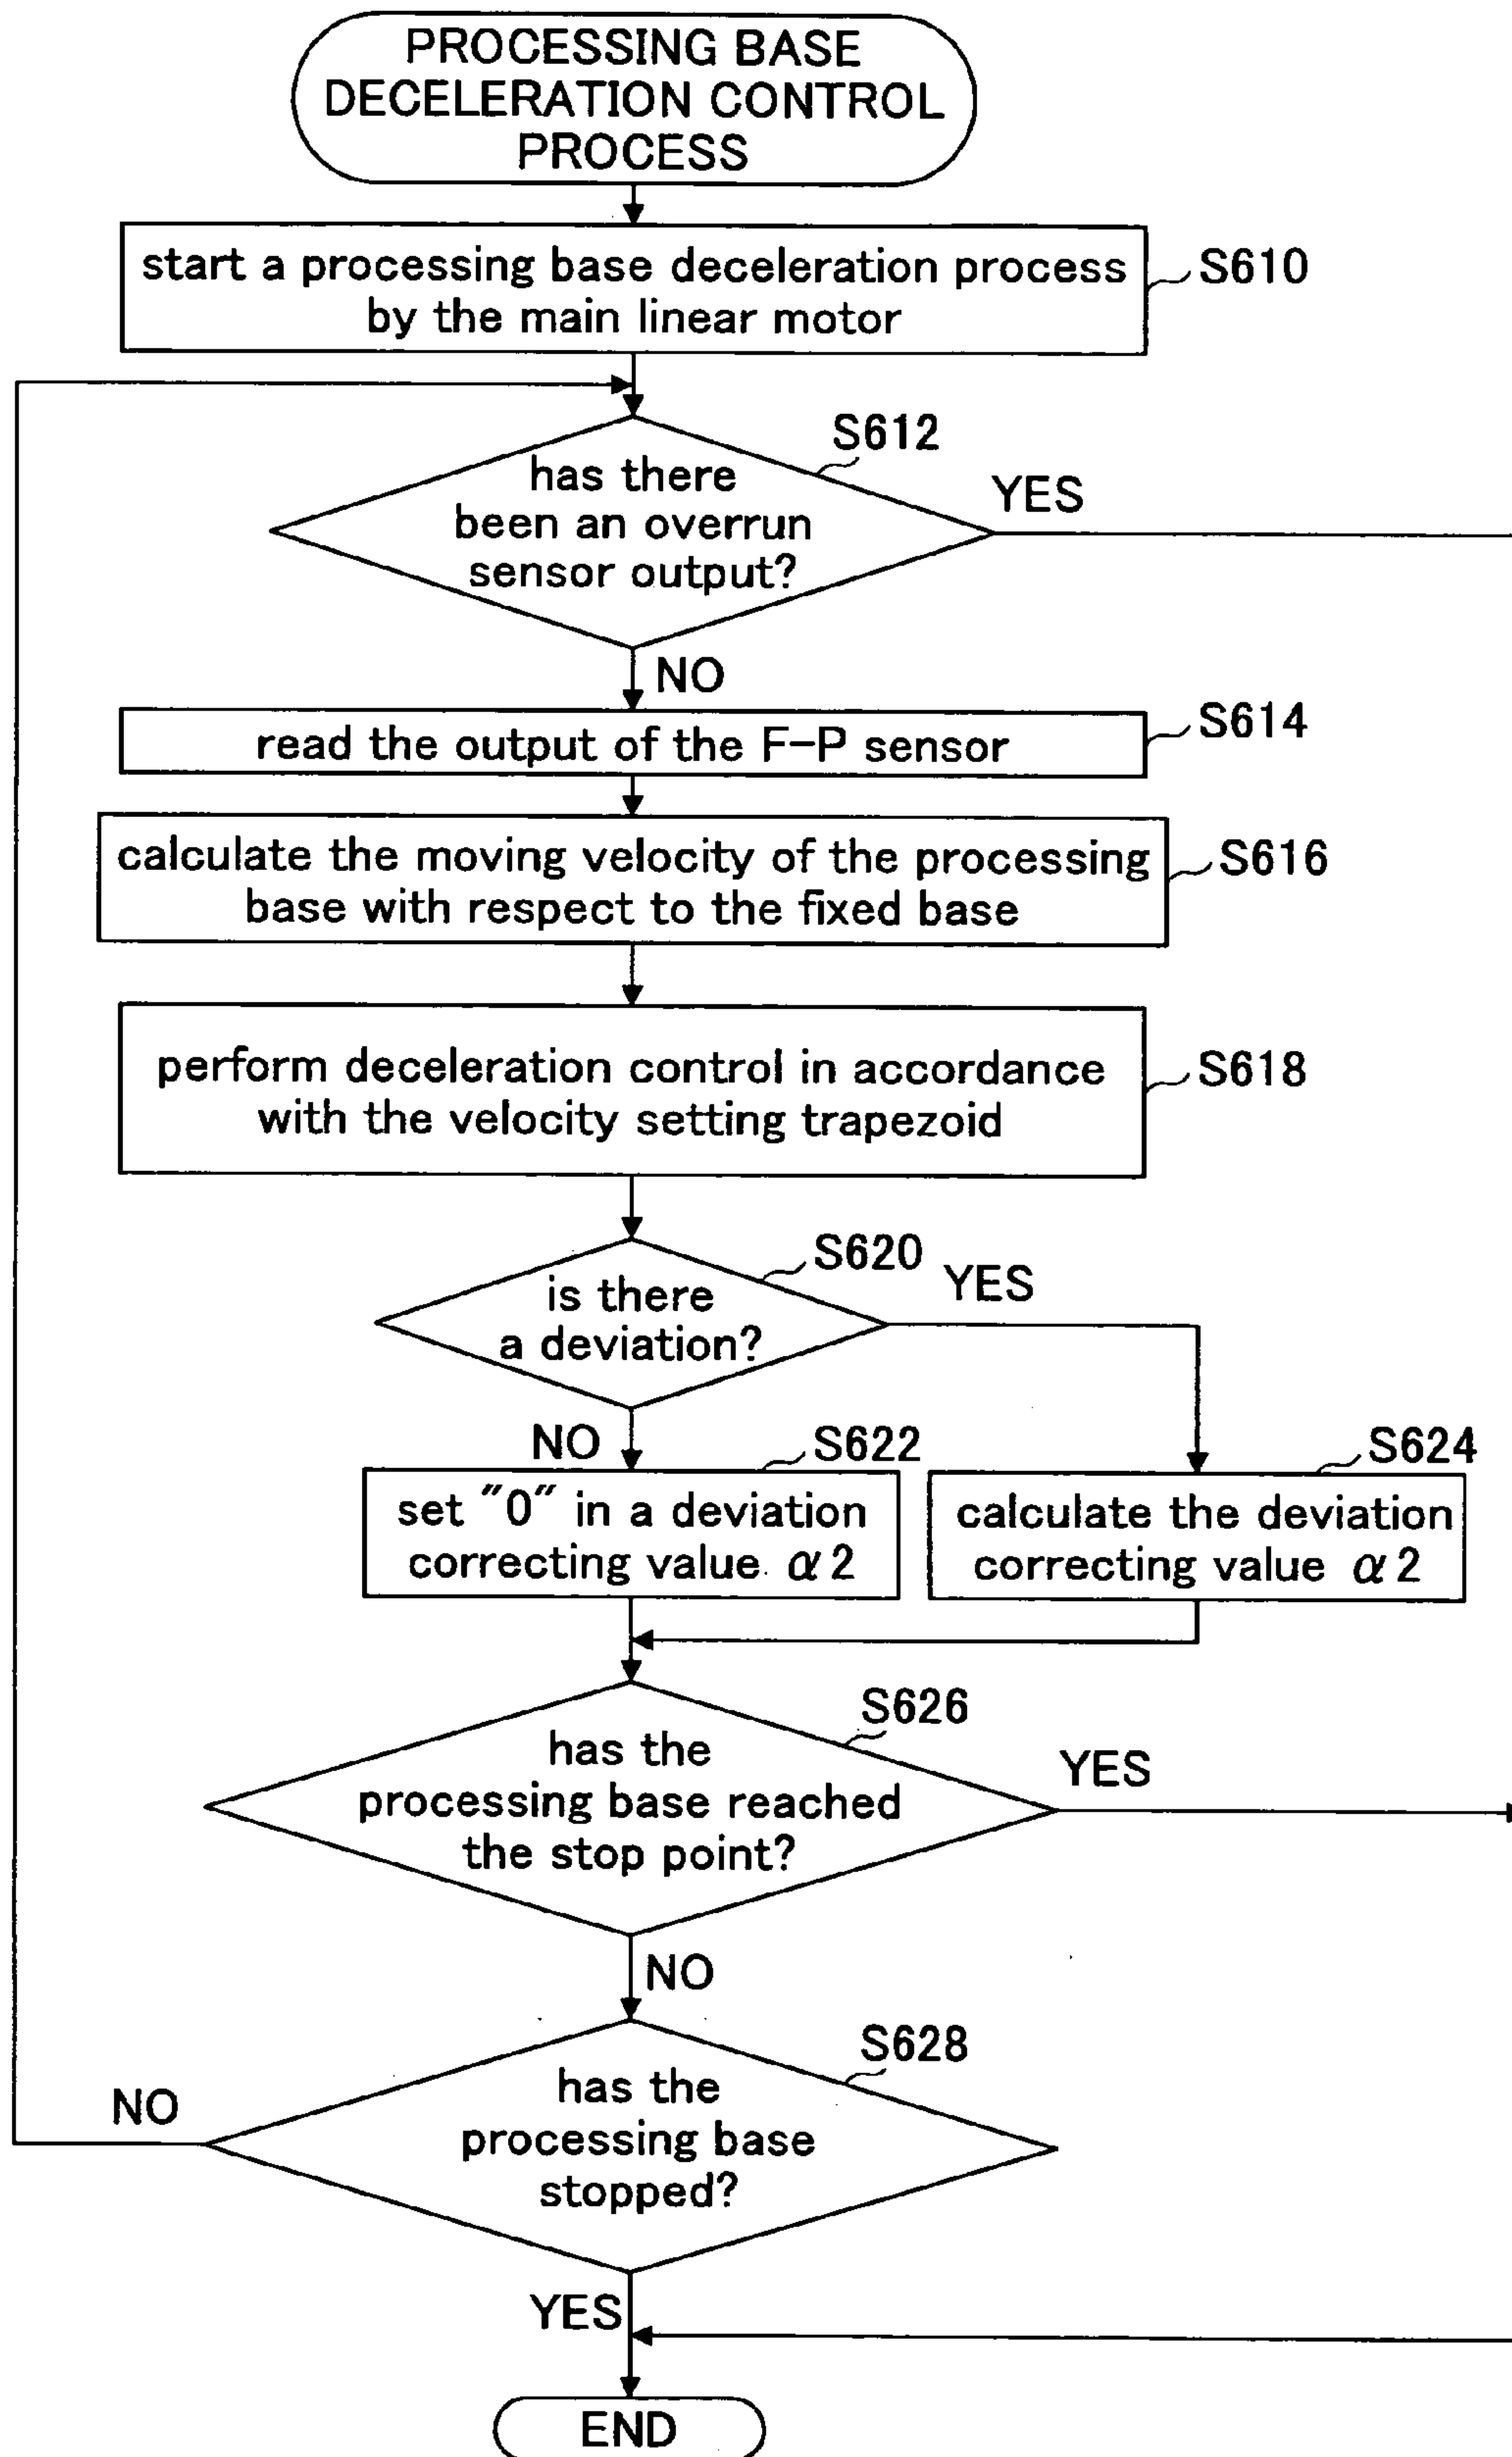 PROCESSING BASE
DECELERATION CONTROL
PROCESS
start a processing base deceleration process
by the main linear motor
S610
S612
has there
been an overrun
sensor output?
YES
NO
read the output of the F-P sensor
S614
calculate the moving velocity of the processing
base with respect to the fixed base
S616
perform deceleration control in accordance
with the velocity setting trapezoid
S618
S620
is there
a deviation?
YES
NO
S622
set "0" in a deviation
correcting value α2
S624
calculate the deviation
correcting value α2
S626
has the
processing base reached
the stop point?
YES
NO
S628
has the
processing base
stopped?
NO
YES
END